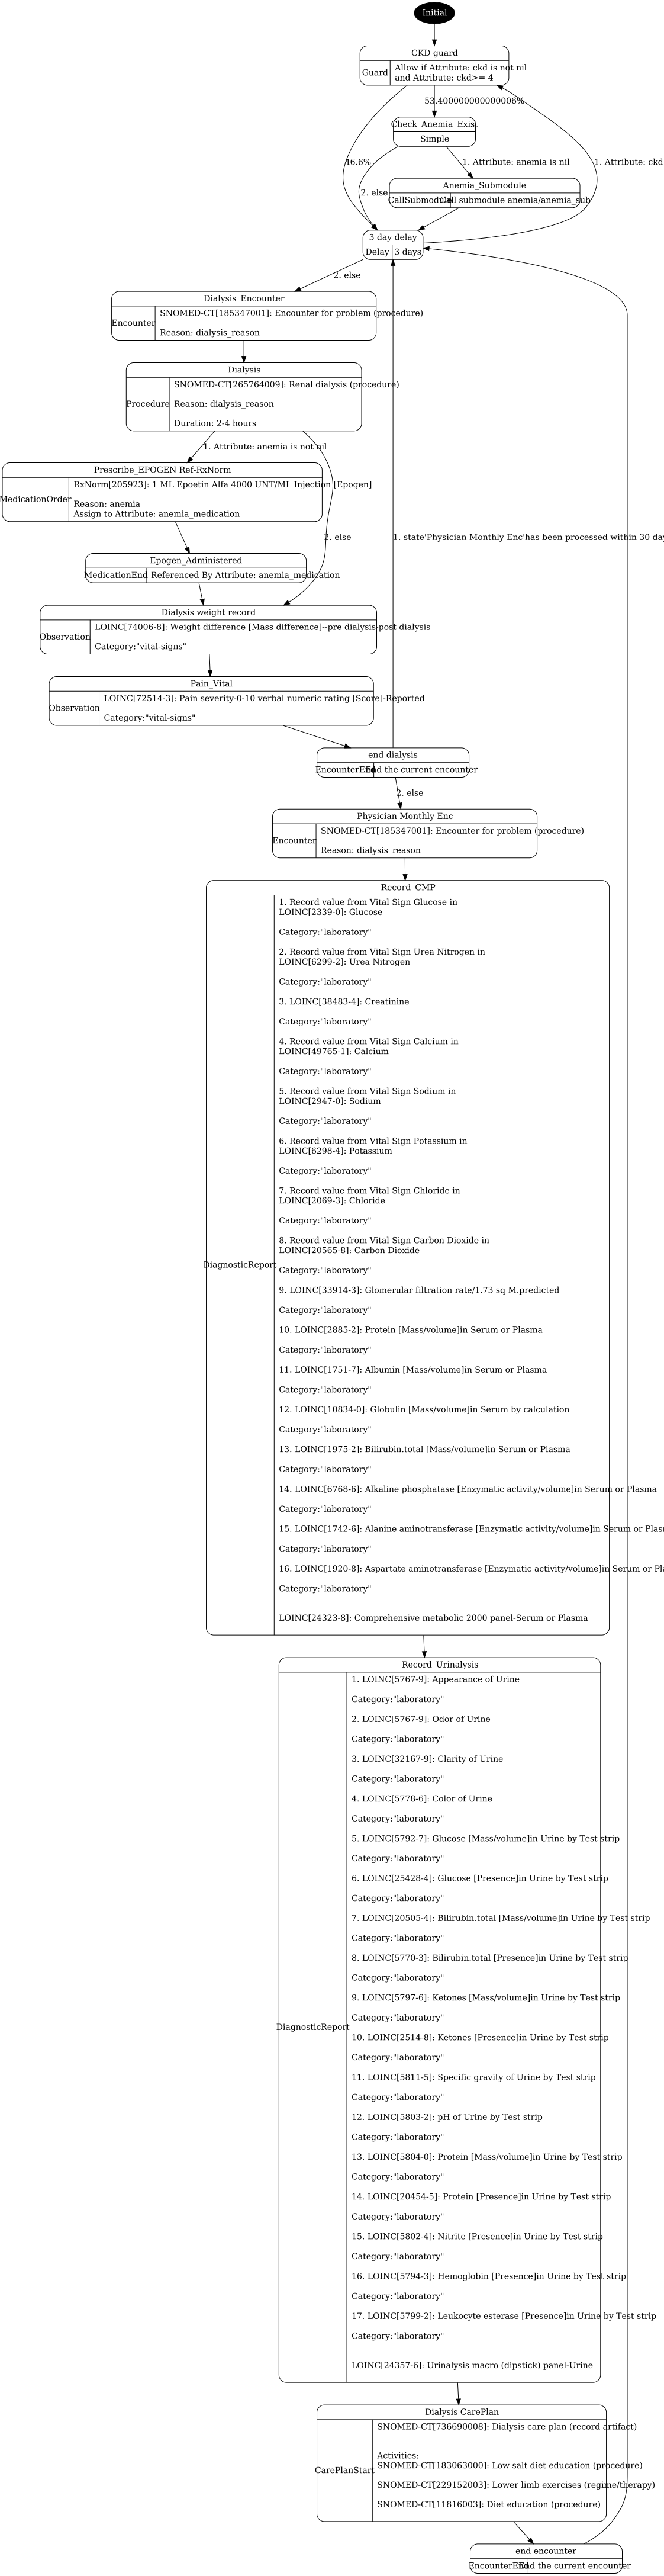 Initial
CKD guard
Guard
Allow if Attribute: ckd is not nil
and Attribute: ckd>= 4
53.400000000000006%
Check_Anemia_Exist
Simple
46.6%
1. Attribute: anemia is nil
1. Attribute: ckd
2. else
Anemia_Submodule
CallSubmodule
Call submodule anemia/anemia_sub
3 day delay
Delay
3 days
2. else
Dialysis_Encounter
Encounter
SNOMED-CT[185347001]: Encounter for problem (procedure)
Reason: dialysis_reason
Dialysis
Procedure
SNOMED-CT[265764009]: Renal dialysis (procedure)
Reason: dialysis_reason
Duration: 2-4 hours
1. Attribute: anemia is not nil
Prescribe_EPOGEN Ref-RxNorm
MedicationOrder
RxNorm[205923]: 1 ML Epoetin Alfa 4000 UNT/ML Injection [Epogen]
Reason: anemia
Assign to Attribute: anemia_medication
2. else
1. state'Physician Monthly Enc'has been processed within 30 day
Epogen_Administered
MedicationEnd
Referenced By Attribute: anemia_medication
Dialysis weight record
Observation
LOINC[74006-8]: Weight difference [Mass difference]--pre dialysis-post dialysis
Category:"vital-signs"
Pain_Vital
Observation
LOINC[72514-3]: Pain severity-0-10 verbal numeric rating [Score]-Reported
Category:"vital-signs"
end dialysis
EncounterEnd
End the current encounter
2. else
Physician Monthly Enc
Encounter
SNOMED-CT[185347001]: Encounter for problem (procedure)
Reason: dialysis_reason
Record_CMP
DiagnosticReport
1. Record value from Vital Sign Glucose in
LOINC[2339-0]: Glucose
Category:"laboratory"
2. Record value from Vital Sign Urea Nitrogen in
LOINC[6299-2]: Urea Nitrogen
Category:"laboratory"
3. LOINC[38483-4]: Creatinine
Category:"laboratory"
4. Record value from Vital Sign Calcium in
LOINC[49765-1]: Calcium
Category:"laboratory"
5. Record value from Vital Sign Sodium in
LOINC[2947-0]: Sodium
Category:"laboratory"
6. Record value from Vital Sign Potassium in
LOINC[6298-4]: Potassium
Category:"laboratory"
7. Record value from Vital Sign Chloride in
LOINC[2069-3]: Chloride
Category:"laboratory"
8. Record value from Vital Sign Carbon Dioxide in
LOINC[20565-8]: Carbon Dioxide
Category:"laboratory"
9. LOINC[33914-3]: Glomerular filtration rate/1.73 sq M.predicted
Category:"laboratory"
10. LOINC[2885-2]: Protein [Mass/volume]in Serum or Plasma
Category:"laboratory"
11. LOINC[1751-7]: Albumin [Mass/volume]in Serum or Plasma
Category:"laboratory"
12. LOINC[10834-0]: Globulin [Mass/volume]in Serum by calculation
Category:"laboratory"
13. LOINC[1975-2]: Bilirubin.total [Mass/volume]in Serum or Plasma
Category:"laboratory"
14. LOINC[6768-6]: Alkaline phosphatase [Enzymatic activity/volume]in Serum or Plasma
Category:"laboratory"
15. LOINC[1742-6]: Alanine aminotransferase [Enzymatic activity/volume]in Serum or Plasm
Category:"laboratory"
16. LOINC[1920-8]: Aspartate aminotransferase [Enzymatic activity/volume]in Serum or Pla
Category:"laboratory"
LOINC[24323-8]: Comprehensive metabolic 2000 panel-Serum or Plasma
Record_Urinalysis
DiagnosticReport
1. LOINC[5767-9]: Appearance of Urine
Category:"laboratory"
2. LOINC[5767-9]: Odor of Urine
Category:"laboratory"
3. LOINC[32167-9]: Clarity of Urine
Category:"laboratory"
4. LOINC[5778-6]: Color of Urine
Category:"laboratory"
5. LOINC[5792-7]: Glucose [Mass/volume]in Urine by Test strip
Category:"laboratory"
6. LOINC[25428-4]: Glucose [Presence]in Urine by Test strip
Category:"laboratory"
7. LOINC[20505-4]: Bilirubin.total [Mass/volume]in Urine by Test strip
Category:"laboratory"
8. LOINC[5770-3]: Bilirubin.total [Presence]in Urine by Test strip
Category:"laboratory"
9. LOINC[5797-6]: Ketones [Mass/volume]in Urine by Test strip
Category:"laboratory"
10. LOINC[2514-8]: Ketones [Presence]in Urine by Test strip
Category:"laboratory"
11. LOINC[5811-5]: Specific gravity of Urine by Test strip
Category:"laboratory"
12. LOINC[5803-2]: pH of Urine by Test strip
Category:"laboratory"
13. LOINC[5804-0]: Protein [Mass/volume]in Urine by Test strip
Category:"laboratory"
14. LOINC[20454-5]: Protein [Presence]in Urine by Test strip
Category:"laboratory"
15. LOINC[5802-4]: Nitrite [Presence]in Urine by Test strip
Category:"laboratory"
16. LOINC[5794-3]: Hemoglobin [Presence]in Urine by Test strip
Category:"laboratory"
17. LOINC[5799-2]: Leukocyte esterase [Presence]in Urine by Test strip
Category:"laboratory"
LOINC[24357-6]: Urinalysis macro (dipstick) panel-Urine
Dialysis CarePlan
CarePlanStart
SNOMED-CT[736690008]: Dialysis care plan (record artifact)
Activities:
SNOMED-CT[183063000]: Low salt diet education (procedure)
SNOMED-CT[229152003]: Lower limb exercises (regime/therapy)
SNOMED-CT[11816003]: Diet education (procedure)
end encounter
EncounterEnd
End the current encounter